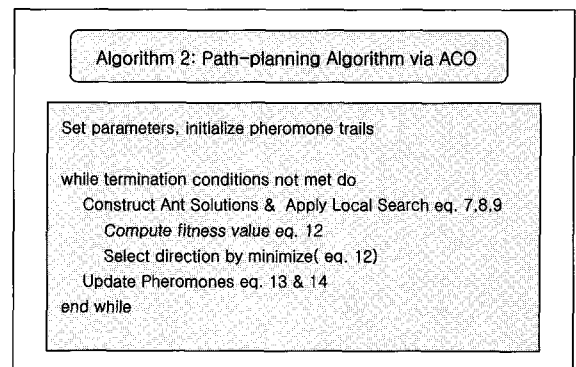 Algorithm 2: Path-planning Algorithm via ACO
Set parameters, initialize pheromone trails
while termination conditions not met do
Construct Ant Solutions & Apply Local Search eq. 7,8,9
Compute fitness value eq. 12
Select direction by minimize( eq. 12)
Update Pheromones eq. 13 & 14
end while